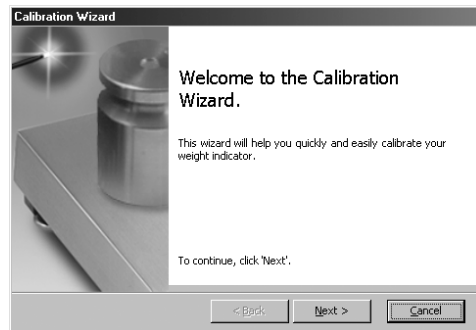 Calibration Wizard
Welcome to the Calibration
Wizard.
This wizard will help you quickly and easily calibrate your
weight indicator.
To continue, click 'Next'.
< Back
Next >
Cancel